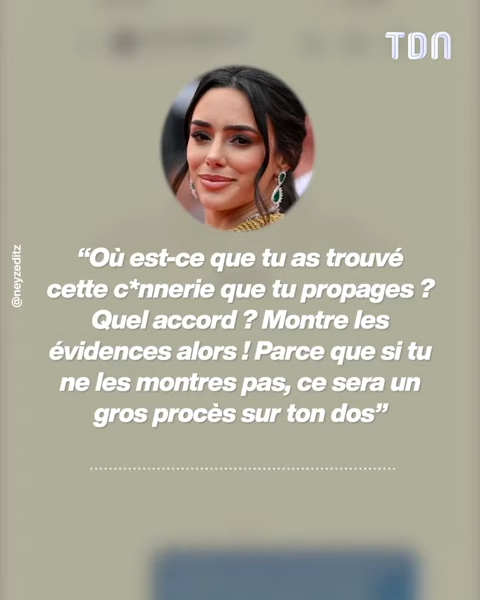 TDN
@neyzeditz
“Où est-ce que tu as trouvé
cette c*nnerie que tu propages ?
Quel accord ? Montre les
évidences alors ! Parce que si tu
ne les montres pas, ce sera un
gros procès sur ton dos”